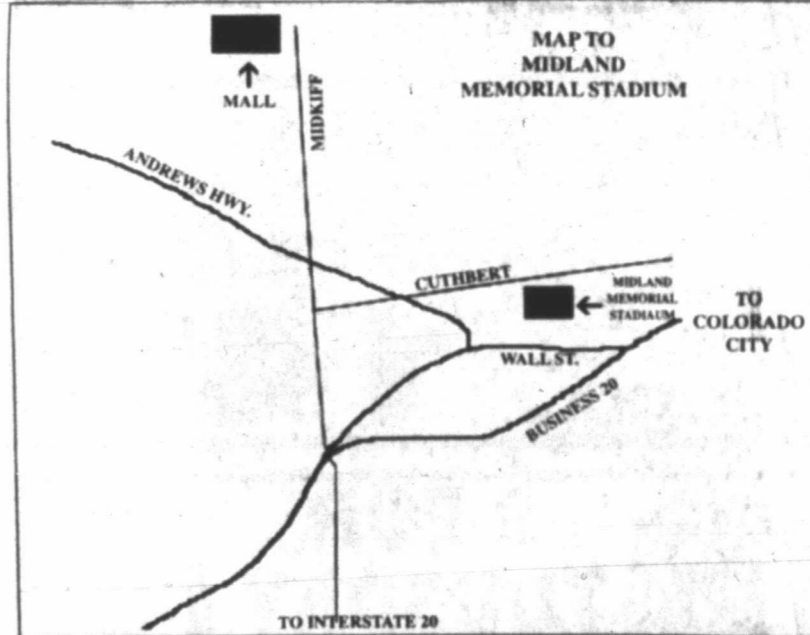 MAP TO
MIDLAND
MEMORIAL STADIUM
MALL
MIDKIFF
ANDREWS HWY.
CUTHBERT
MIDLAND
MEMORIAL
STADIAUM
TO
COLORADO
CITY
WALL ST.
BUSINESS 20
TO INTERSTATE 20